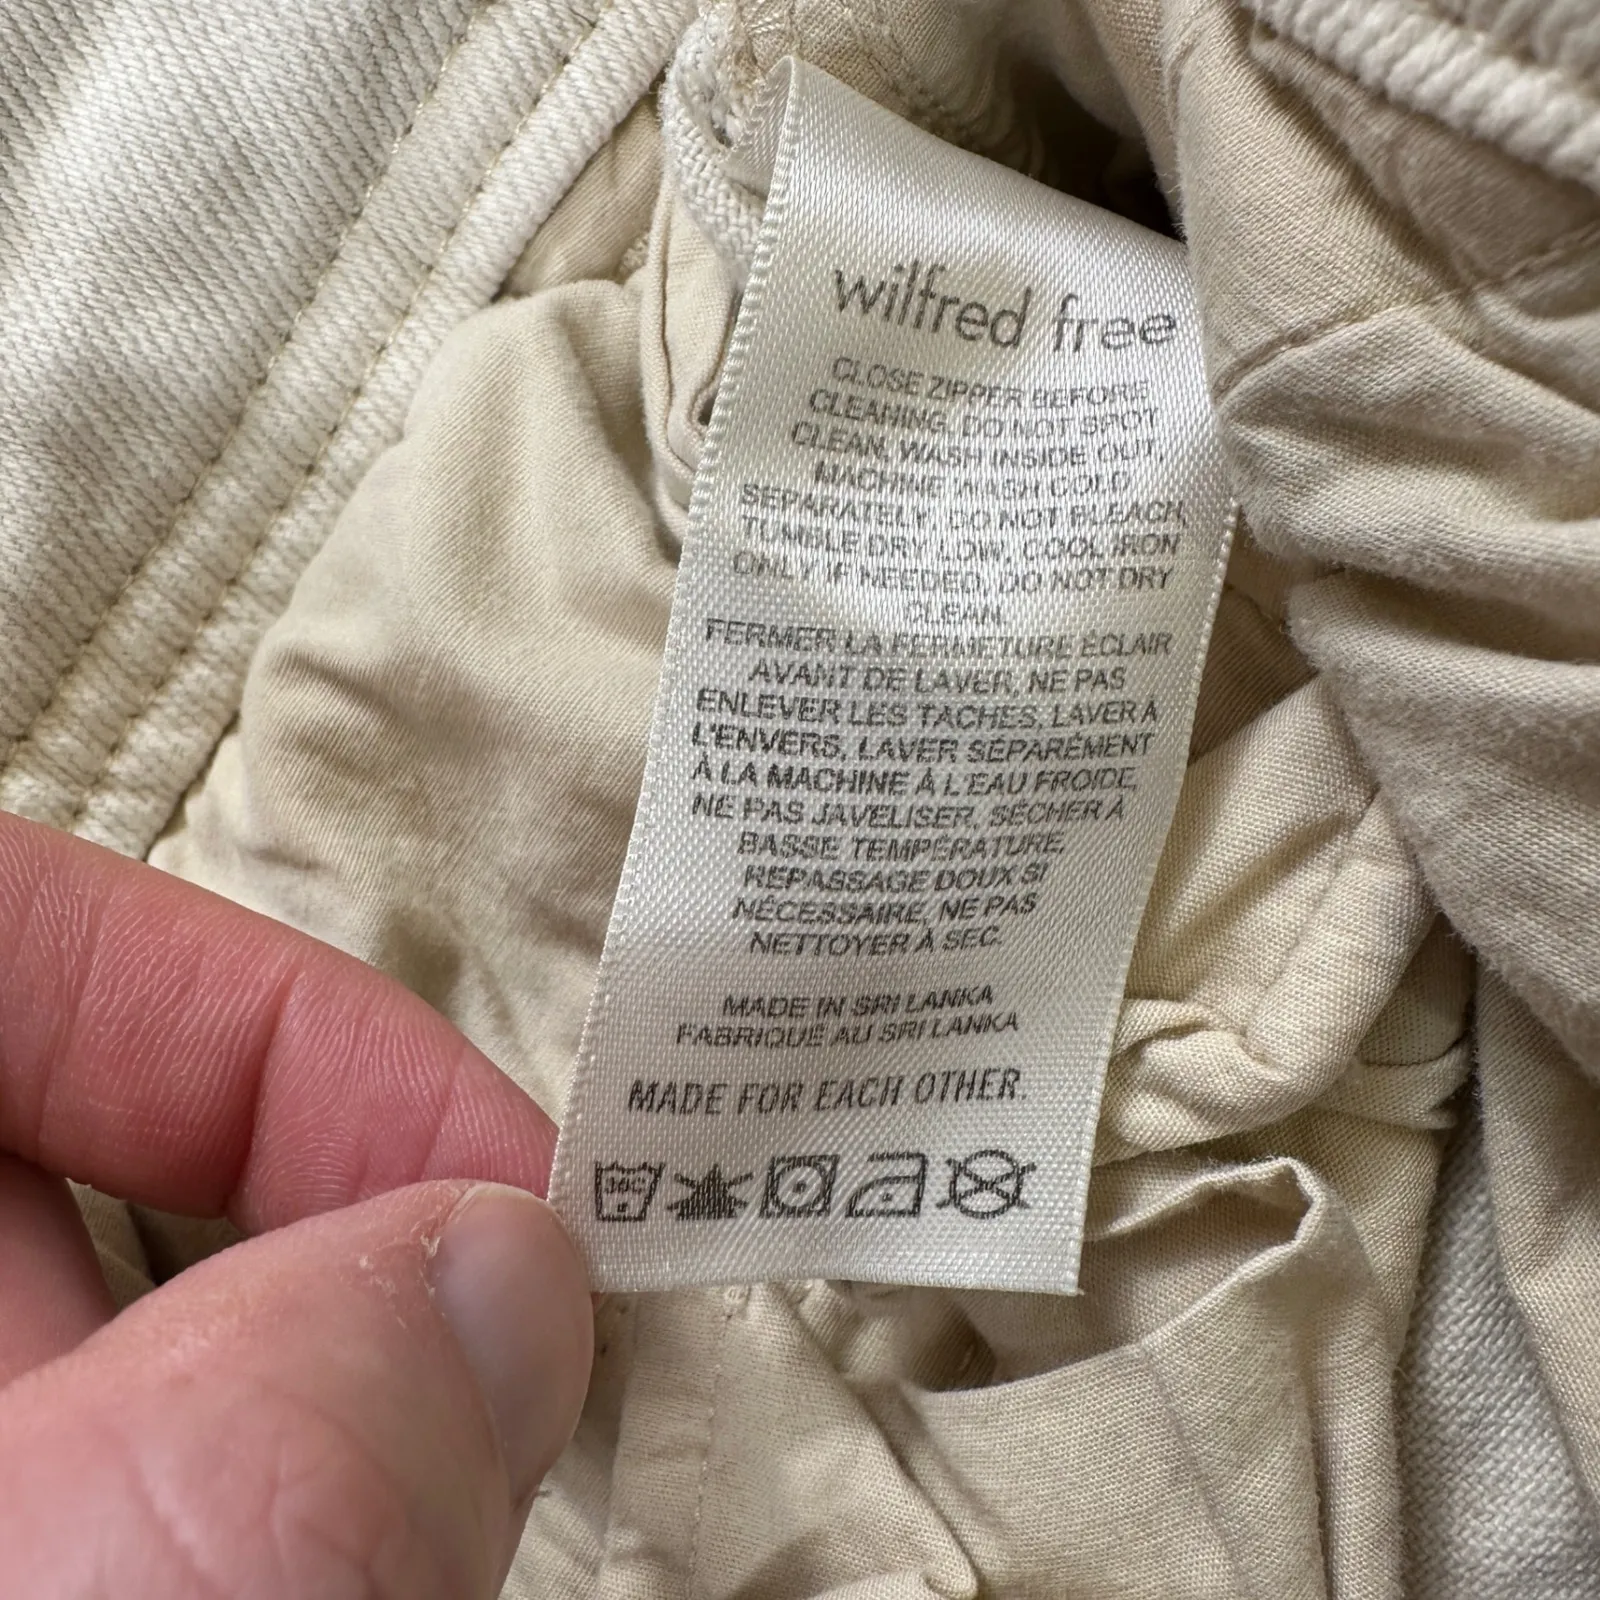 wilfred free
CLOSE ZIPPER BEFORE
CLEANING, DO NOT SPOT
CLEAN, WASH INSIDE OUT,
MACHINE WASH COLD
SEPARATELY, DO NOT BLEACH,
TUMBLE DRY LOW, COOL IRON
ONLY IF NEEDED, DO NOT DRY
CLEAN.
FERMER LA FERMETURE ÉCLAIR
AVANT DE LAVER, NE PAS
ENLEVER LES TACHES, LAVER À
L'ENVERS, LAVER SÉPARÉMENT
À LA MACHINE À L'EAU FROIDE,
NE PAS JAVELISER, SÉCHER À
BASSE TEMPÉRATURE,
REPASSAGE DOUX SI
NÉCESSAIRE, NE PAS
NETTOYER À SEC.
MADE IN SRI LANKA
FABRIQUÉ AU SRI LANKA
MADE FOR EACH OTHER.
30C